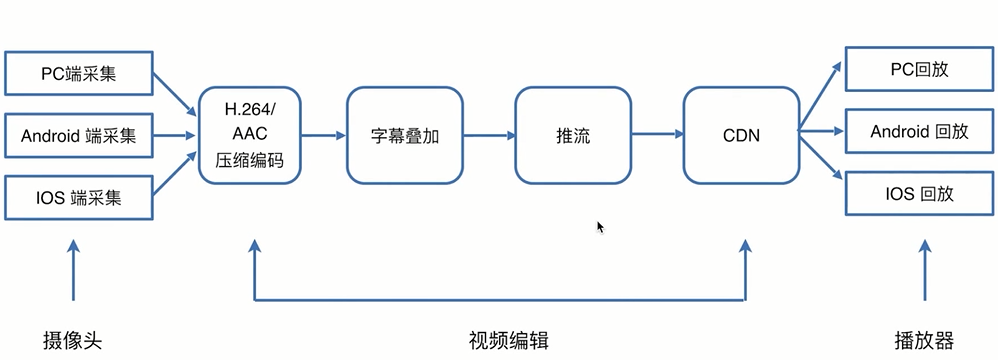 PC端采集
Android 端采集
IOS 端采集
H.264/
AAC
压缩编码
字幕叠加
推流
CDN
PC回放
Android 回放
IOS 回放
摄像头
视频编辑
播放器